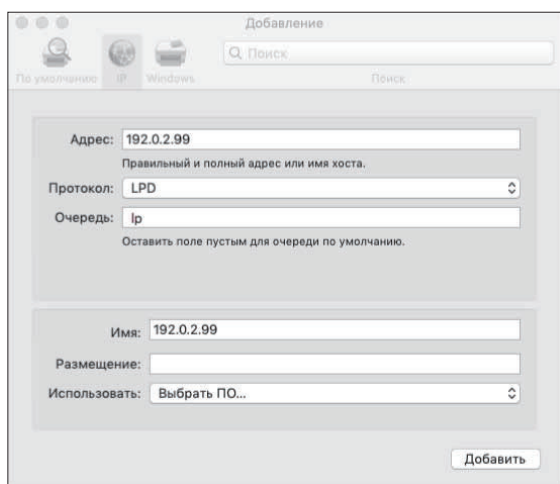 Добавление
Поиск
По умолчанию IP Windows Поиск
Адрес: 192.0.2.99
Правильный и полный адрес или имя хоста.
Протокол: LPD
Очередь: lp
Оставить поле пустым для очереди по умолчанию.
Имя: 192.0.2.99
Размещение:
Использовать: Выбрать ПО...
Добавить